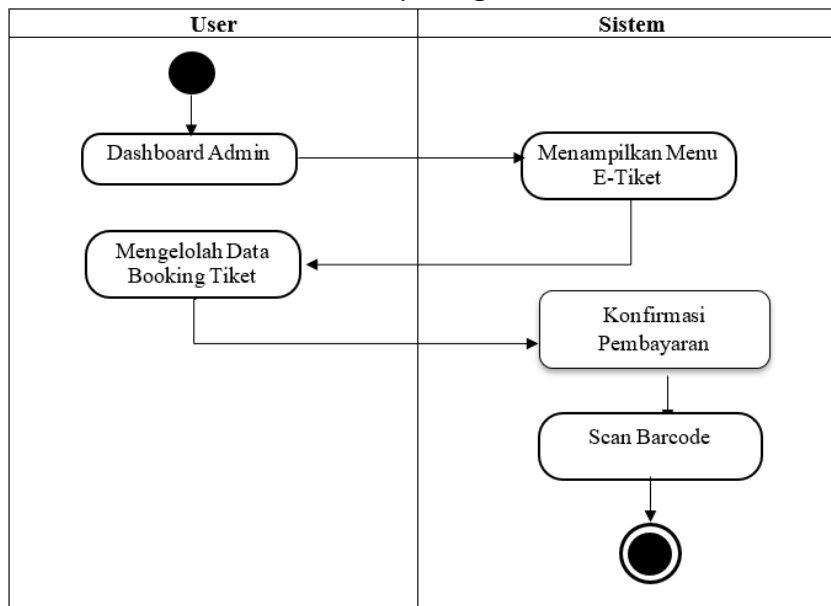 User
Sistem
Dashboard Admin
Menampilkan Menu
E-Tiket
Mengelolah Data
Booking Tiket
Konfirmasi
Pembayaran
Scan Barcode